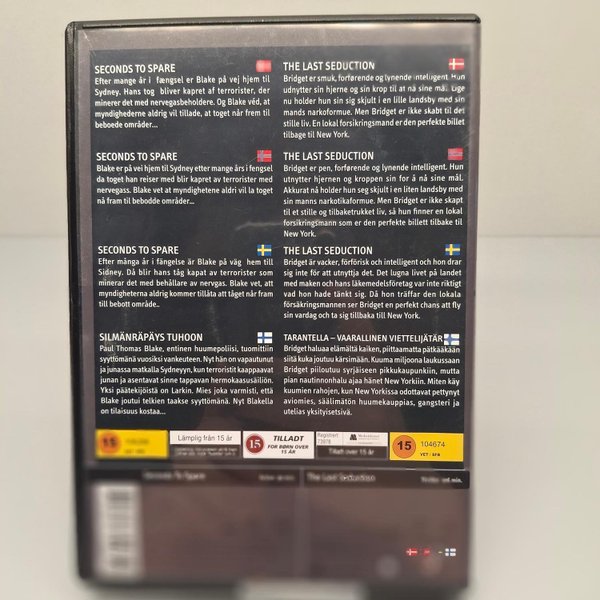 SECONDS TO SPARE
Efter mange år i fængsel er Blake på vej hjem til
Sydney. Hans tog bliver kapret af terrorister, der
minerer det med nervegasbeholdere. Og Blake véd, at
myndighederne aldrig vil tillade, at toget når frem til
beboede områder...
THE LAST SEDUCTION
Bridget er smuk, forførende og lynende intelligent. Hun
udnytter sin hjerne og sin krop til at nå sine mål. Lige
nu holder hun sin sig skjult i en lille landsby med sin
mands narkoformue. Men Bridget er ikke skabt til det
stille liv. En lokal forsikringsmand er den perfekte billet
tilbage til New York.
SECONDS TO SPARE
Blake er på vei hjem til Sydney etter mange års i fengsel
da toget han reiser med blir kapret av terrorister med
nervegass. Blake vet at myndighetene aldri vil la toget
nå fram til bebodde områder...
THE LAST SEDUCTION
Bridget er pen, forførende og lynende intelligent. Hun
utnytter hjernen og kroppen sin for å nå sine mål.
Akkurat nå holder hun seg skjult i en liten landsby med
sin manns narkotikaformue. Men Bridget er ikke skapt
til et stille og tilbaketrukket liv, så hun finner en lokal
forsikringsmann som er den perfekte billett tilbake til
New York.
SECONDS TO SPARE
Efter många år i fängelse är Blake på väg hem till
Sidney. Då blir hans tåg kapat av terrorister som
minerar det med behållare av nervgas. Blake vet, att
myndigheterna aldrig kommer tillåta att tåget når fram
till bebott område..
THE LAST SEDUCTION
Bridget är vacker, förförisk och intelligent och hon drar
sig inte för att utnyttja det. Det lugna livet på landet
med maken och hans läkemedelsföretag var inte riktigt
vad hon hade tänkt sig. Då hon träffar den lokala
försäkringsmannen ser Bridget en perfekt chans att fly
sin vardag och ta sig tillbaka till New York.
SILMÄNRÄPÄYS TUHOON
Paul Thomas Blake, entinen huumepoliisi, tuomittiin
syyttömänä vuosiksi vankeuteen. Nyt hän on vapautunut
ja junassa matkalla Sydneyyn, kun terroristit kaappaavat
junan ja asentavat sinne tappavan hermokaasusäiliön.
Yksi päätekijöistä on Larkin. Mies joka varmisti, että
Blake joutui telkien taakse syyttömänä. Nyt Blakella
on tilaisuus kostaa...
TARANTELLA – VAARALLINEN VIETTELIJÄTÄR
Bridget haluaa elämältä kaiken, piittaamatta pätkääkään
siitä kuka joutuu kärsimään. Kuuma miljoona laukussaan
Bridget piiloutuu syrjäiseen pikkukaupunkiin, mutta
pian nautinnonhalu ajaa hänet New Yorkiin. Miten käy
kuumien rahojen, kun New Yorkissa odottavat pettynyt
aviomies, säälimätön huumekauppias, gangsteri ja
utelias yksityisetsivä.
15
Lämplig från 15 år
15
TILLADT
FOR BØRN OVER
15 ÅR
Registrert
Tillatt over 15 år
15
104674
VET / SFB
Seconds To Spare
The Last Seduction